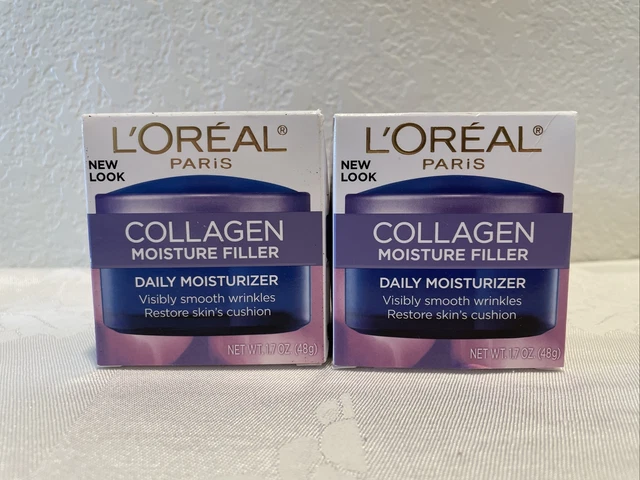 L'ORÉAL®
PARiS
NEW
LOOK
COLLAGEN
MOISTURE FILLER
DAILY MOISTURIZER
Visibly smooth wrinkles
Restore skin's cushion
NET WT. 1.7 OZ. (48g)
L'ORÉAL®
PARiS
NEW
LOOK
COLLAGEN
MOISTURE FILLER
DAILY MOISTURIZER
Visibly smooth wrinkles
Restore skin's cushion
NET WT. 1.7 OZ. (48g)